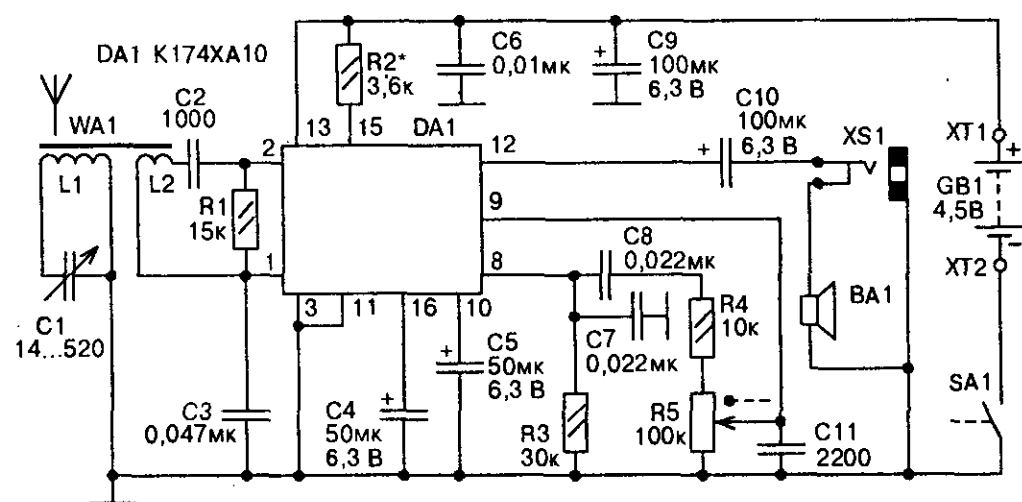 DA1 К174ХА10
WA1
L1
L2
C1
14...520
C2
1000
R1
15к
2
1
13
15
R2*
3,6к
DA1
C6
0,01мк
C9
100мк
6,3 В
+
12
9
8
3
11
16
10
C3
0,047мк
C4
50мк
6,3 В
+
C5
50мк
6,3 В
+
C8
0,022мк
C7
0,022мк
R3
30к
R4
10к
R5
100к
C11
2200
C10
100мк
6,3 В
+
XS1
BA1
XT1
+
GB1
4,5В
−
XT2
SA1